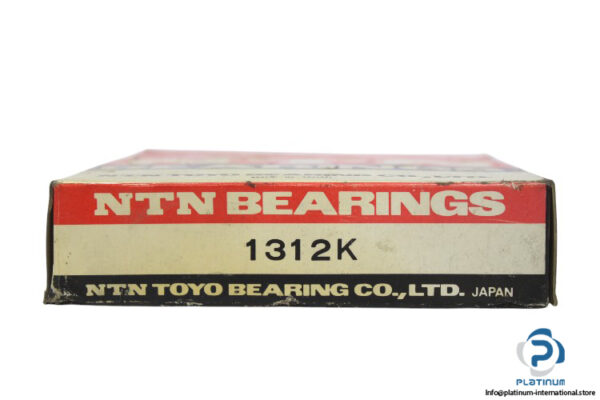 NTN BEARINGS
1312K
NTN TOYO BEARING CO.,LTD. JAPAN
P
PLATINUM
Info@platinum-international.store